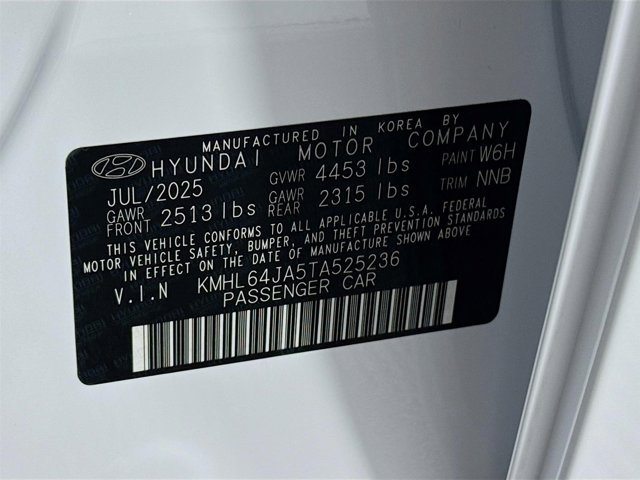 MANUFACTURED IN KOREA BY
HYUNDAI MOTOR COMPANY
JUL/2025 GVWR 4453 lbs PAINT W6H
GAWR FRONT 2513 lbs GAWR REAR 2315 lbs TRIM NNB
THIS VEHICLE CONFORMS TO ALL APPLICABLE U.S.A. FEDERAL
MOTOR VEHICLE SAFETY, BUMPER, AND THEFT PREVENTION STANDARDS
IN EFFECT ON THE DATE OF MANUFACTURE SHOWN ABOVE.
V.I.N KMHL64JA5TA525236
PASSENGER CAR